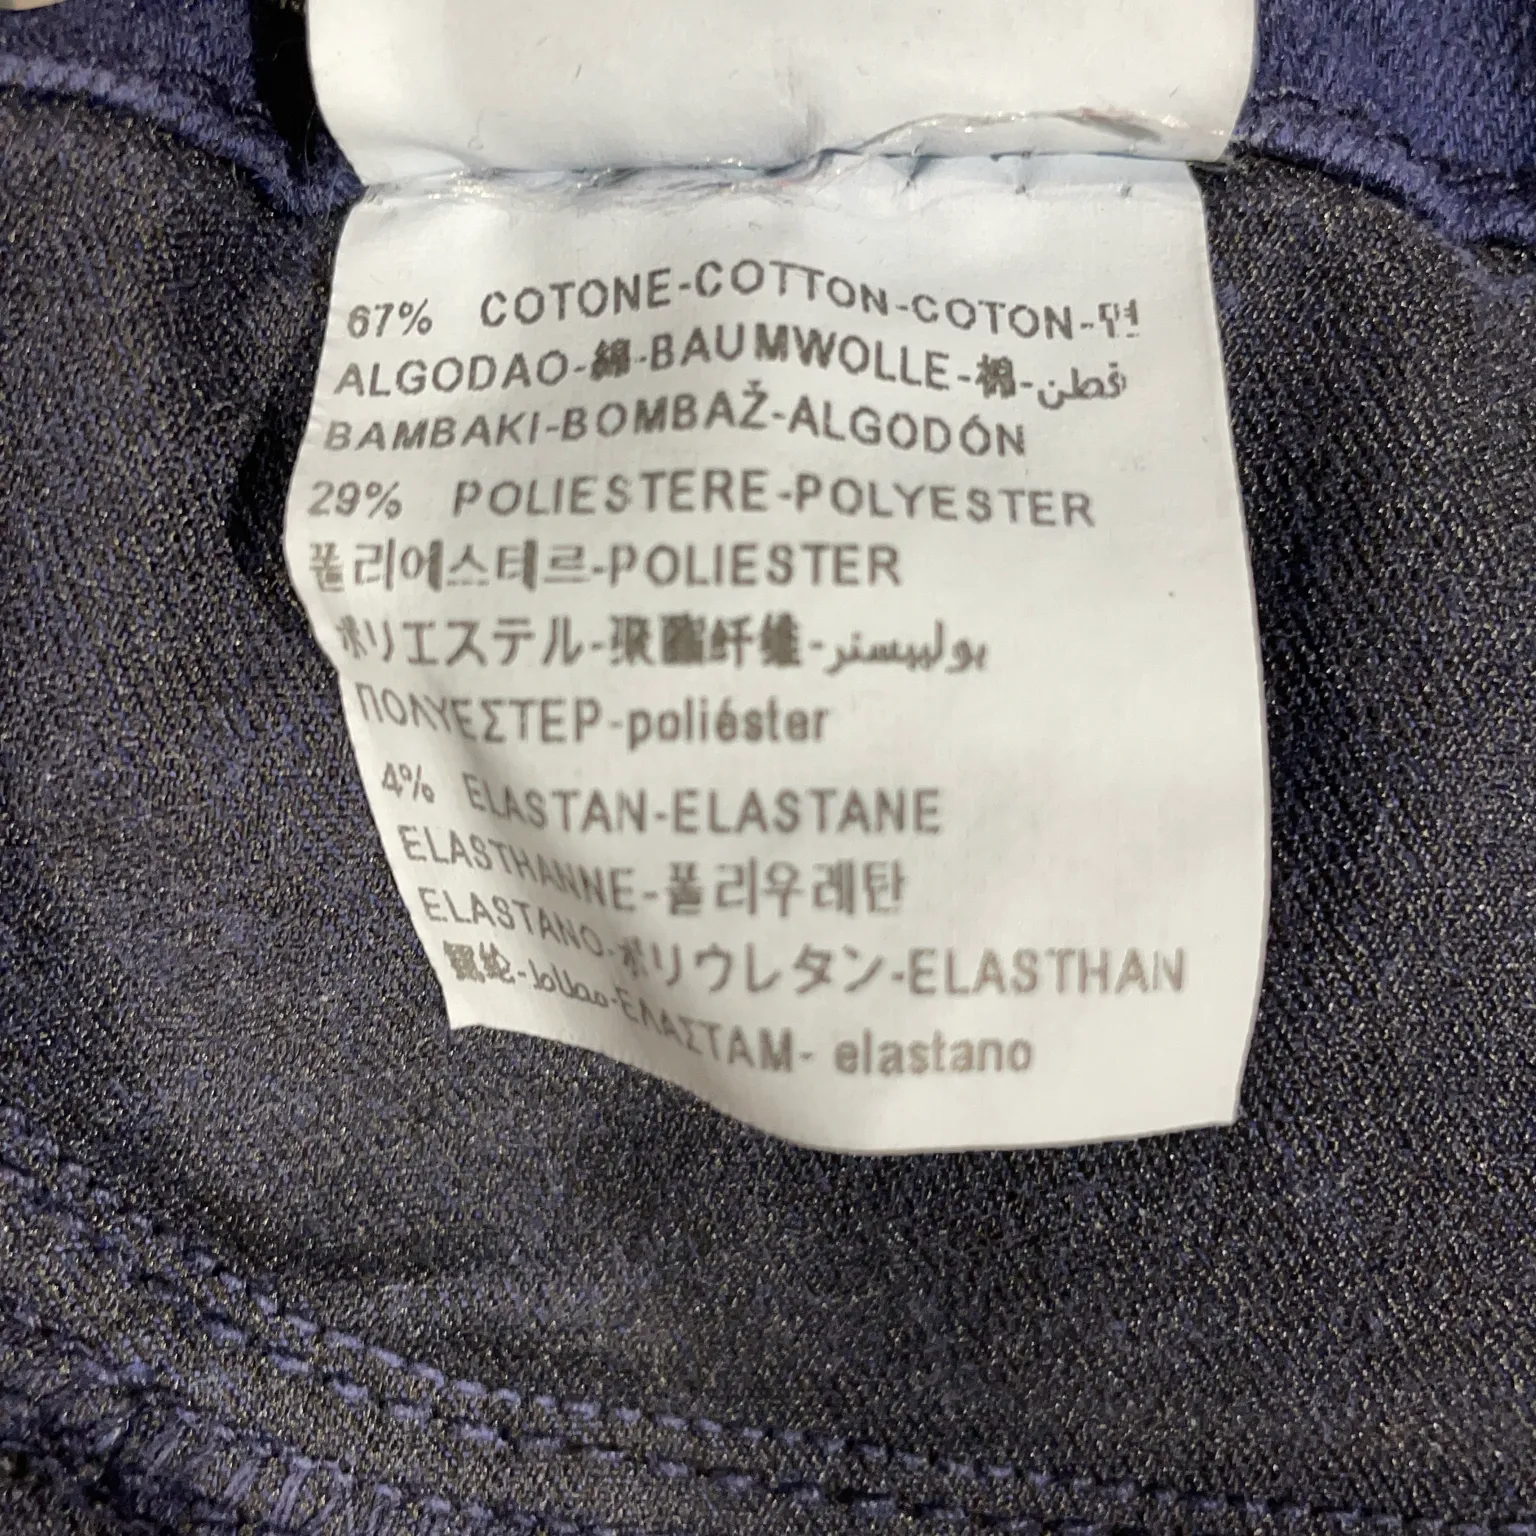 67% COTONE-COTTON-COTON-면
ALGODAO-綿-BAUMWOLLE-棉-قطن
BAMBAKI-BOMBAŽ-ALGODÓN
29% POLIESTERE-POLYESTER
폴리에스테르-POLIESTER
ポリエステル-聚酯纤维-بوليستر
ΠΟΛΥΕΣΤΕΡ-poliéster
4% ELASTAN-ELASTANE
ELASTHANNE-폴리우레탄
ELASTANO-ポリウレタン-ELASTHAN
氨纶-ΕΛΑΣΤΑΜ- elastano